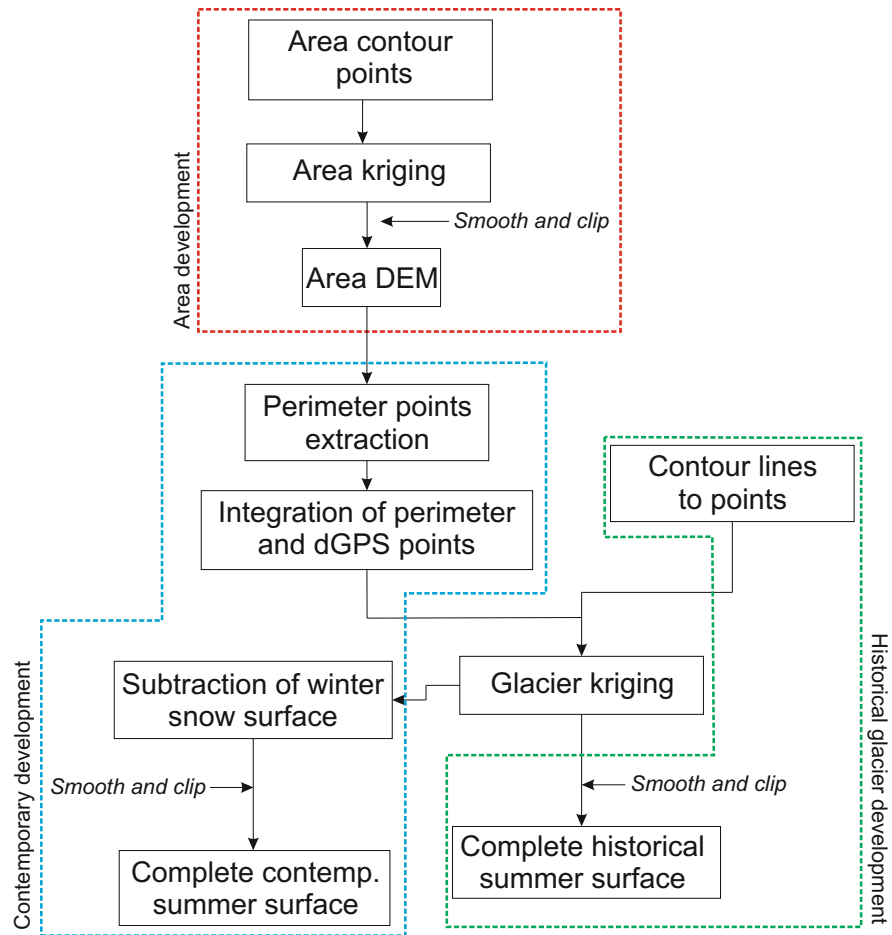 Area contour
points
Area kriging
Smooth and clip
Area DEM
Area development
Perimeter points
extraction
Integration of perimeter
and dGPS points
Contour lines
to points
Glacier kriging
Subtraction of winter
snow surface
Smooth and clip
Smooth and clip
Complete contemp.
summer surface
Complete historical
summer surface
Contemporary development
Historical glacier development